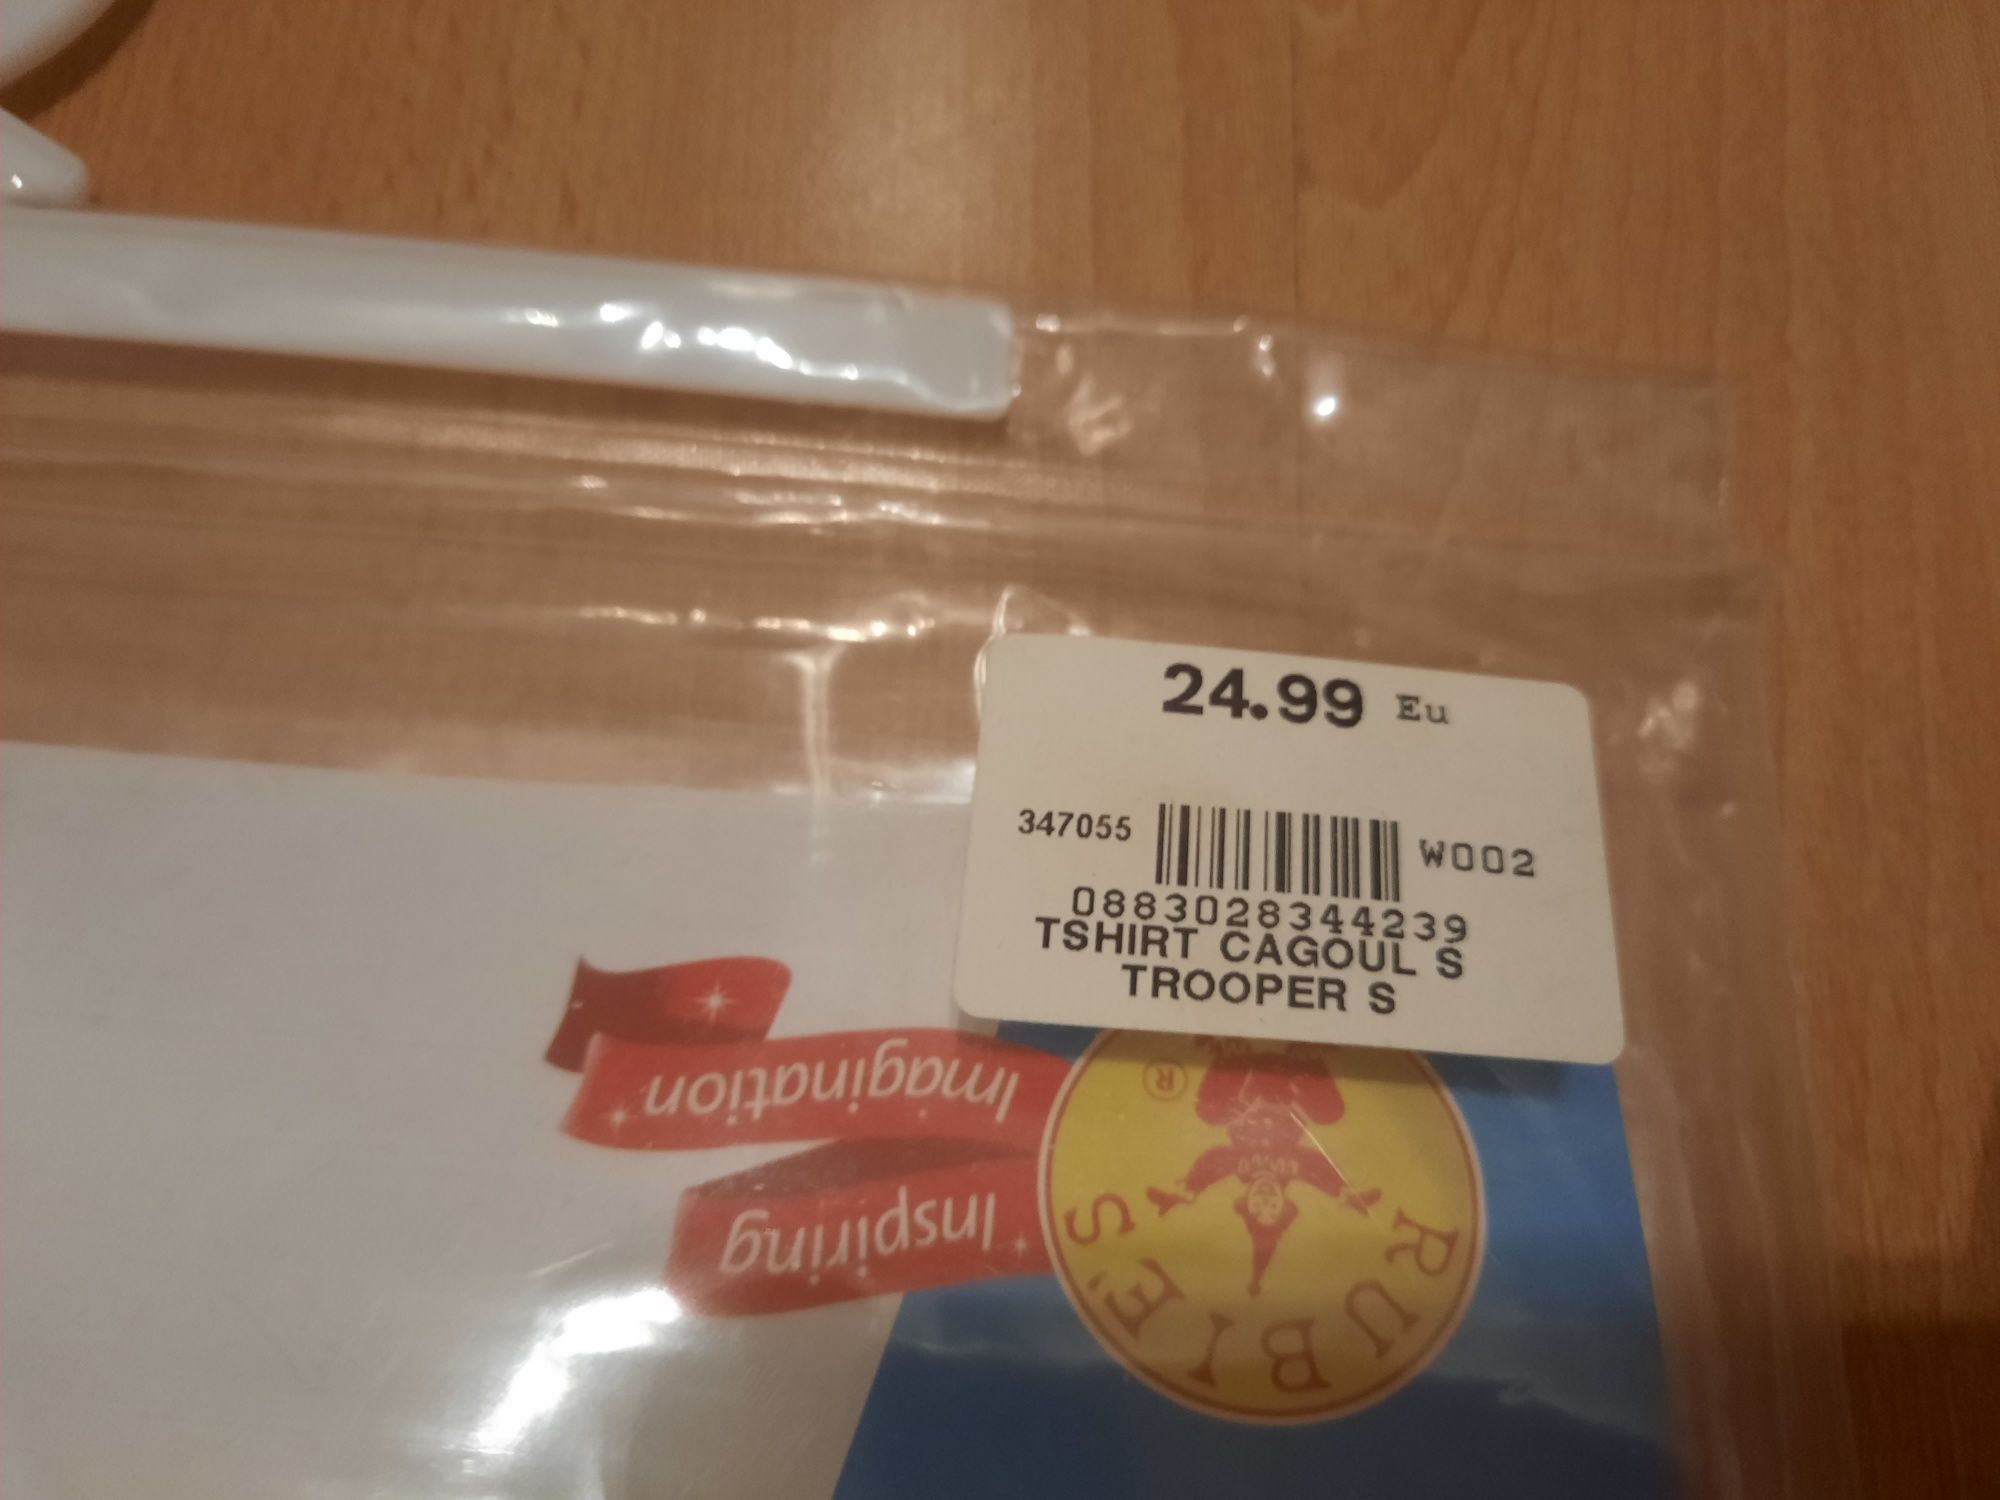 24.99 Eu
347055
W002
0883028344239
TSHIRT CAGOUL S
TROOPER S
Inspiring
Imagination
RUBIE'S
®